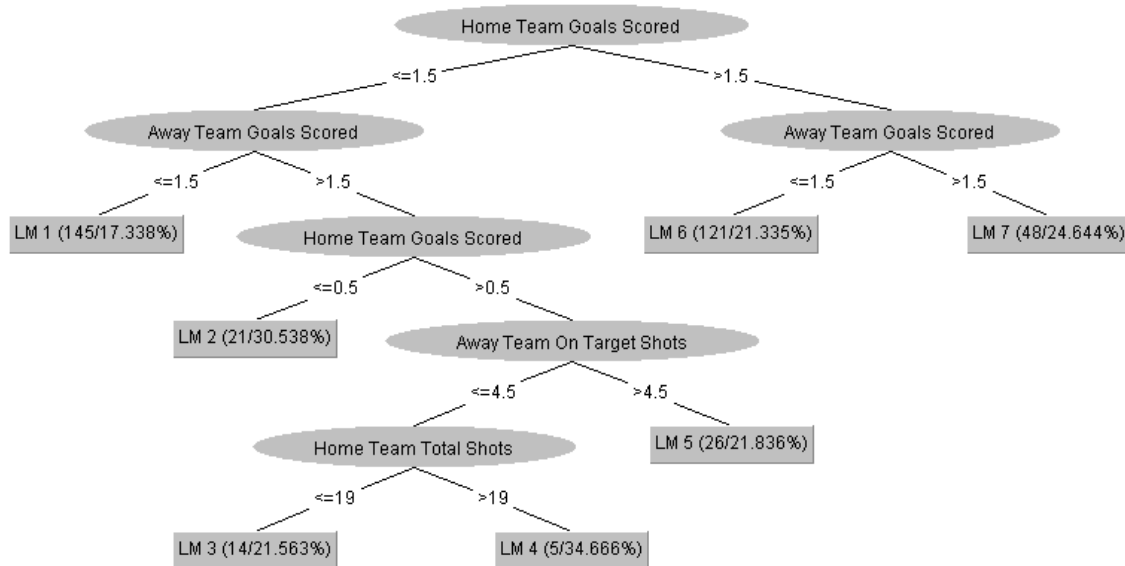 Home Team Goals Scored
<=1.5
>1.5
Away Team Goals Scored
Away Team Goals Scored
<=1.5
>1.5
<=1.5
>1.5
LM 1 (145/17.338%)
Home Team Goals Scored
LM 6 (121/21.335%)
LM 7 (48/24.644%)
<=0.5
>0.5
LM 2 (21/30.538%)
Away Team On Target Shots
<=4.5
>4.5
Home Team Total Shots
LM 5 (26/21.836%)
<=19
>19
LM 3 (14/21.563%)
LM 4 (5/34.666%)